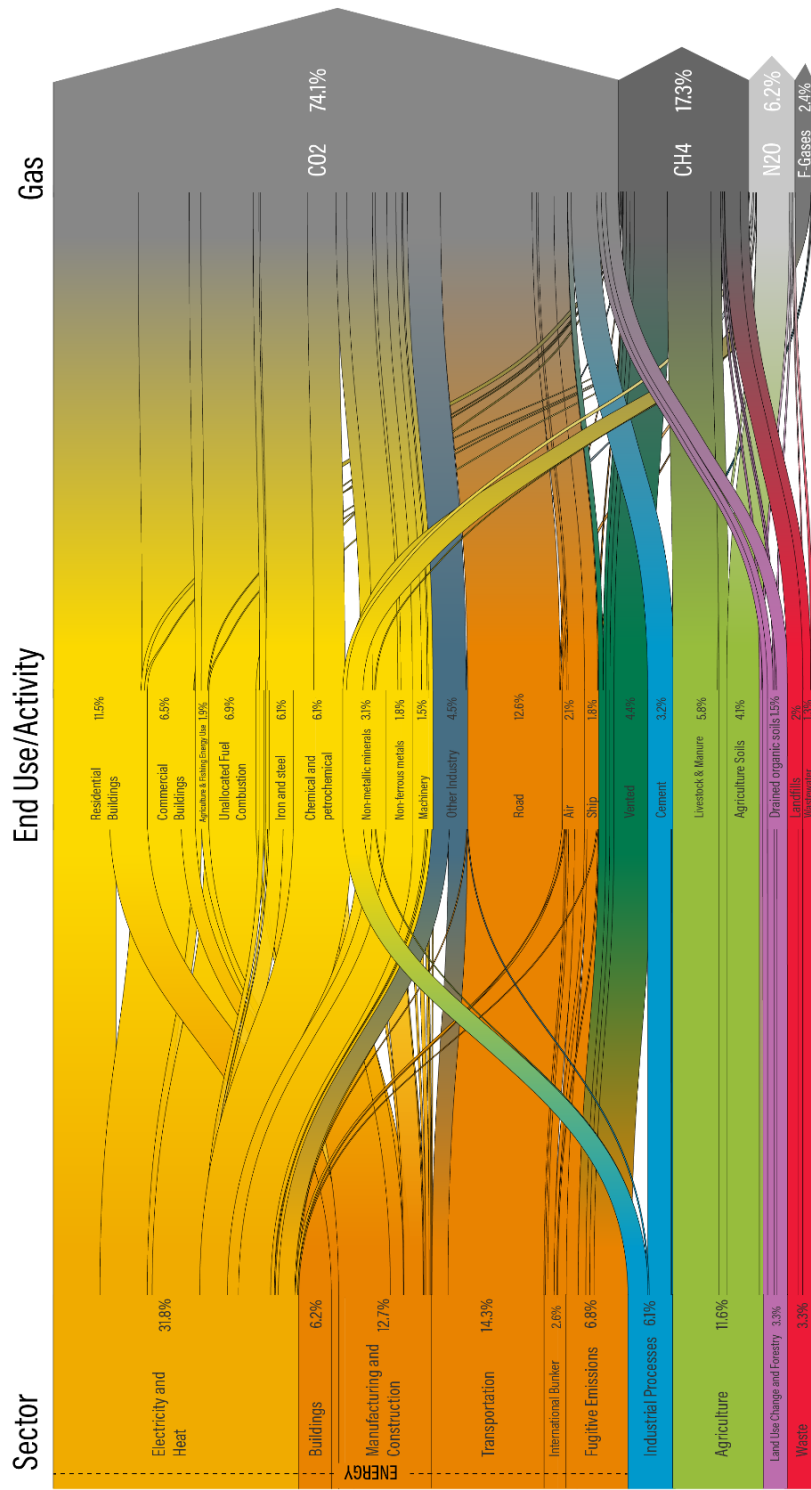 Sector
End Use/Activity
Gas
ENERGY
Electricity and
Heat
31.8%
Buildings
6.2%
Manufacturing and
Construction
12.7%
Transportation
14.3%
International Bunker
2.6%
Fugitive Emissions
6.8%
Industrial Processes
6.1%
Agriculture
11.6%
Land Use Change and Forestry
3.3%
Waste
3.3%
Residential
Buildings
11.5%
Commercial
Buildings
6.5%
Agriculture & Fishing Energy Use
1.9%
Unallocated Fuel
Combustion
6.9%
Iron and steel
6.1%
Chemical and
petrochemical
6.1%
Non-metallic minerals
3.1%
Non-ferrous metals
1.8%
Machinery
1.5%
Other Industry
4.5%
Road
12.6%
Air
2.1%
Ship
1.8%
Vented
4.4%
Cement
3.2%
Livestock & Manure
5.8%
Agriculture Soils
4.1%
Drained organic soils
1.5%
Landfills
2%
Wastewater
1.3%
CO2
74.1%
CH4
17.3%
N2O
6.2%
F-Gases
2.4%